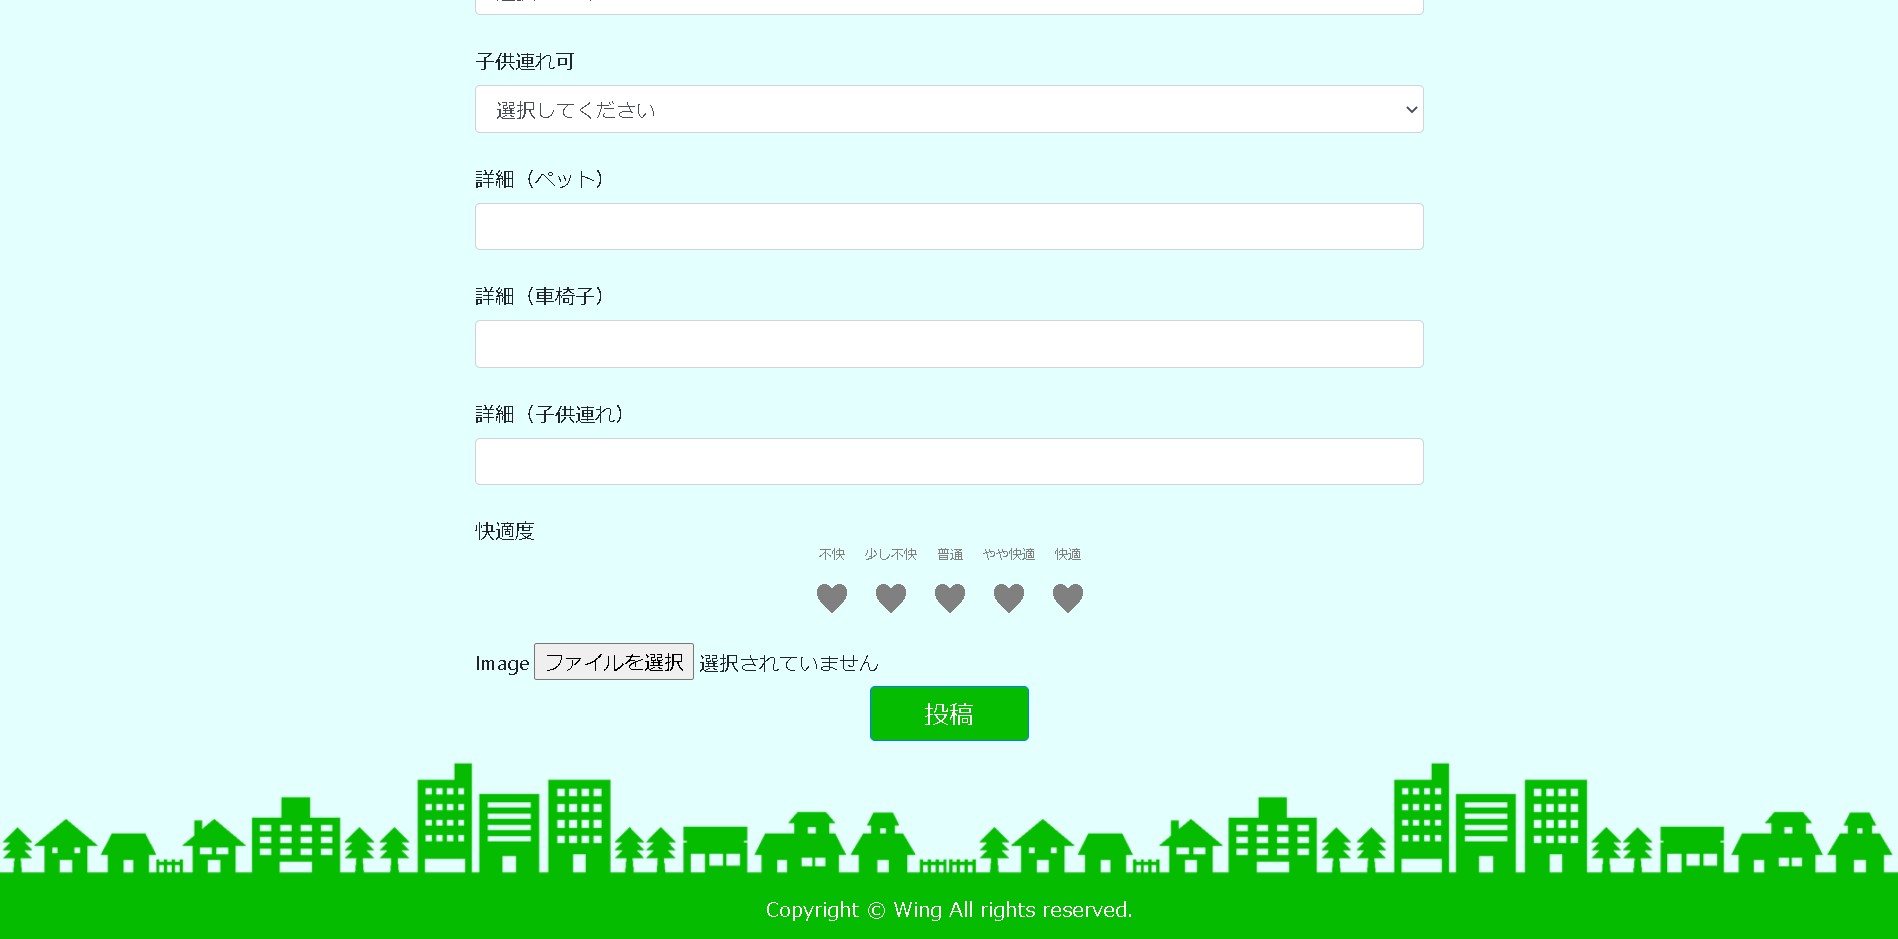 子供連れ可
選択してください
詳細（ペット）
詳細（車椅子）
詳細（子供連れ）
快適度
不快 少し不快 普通 やや快適 快適
Image ファイルを選択 選択されていません
投稿
Copyright © Wing All rights reserved.